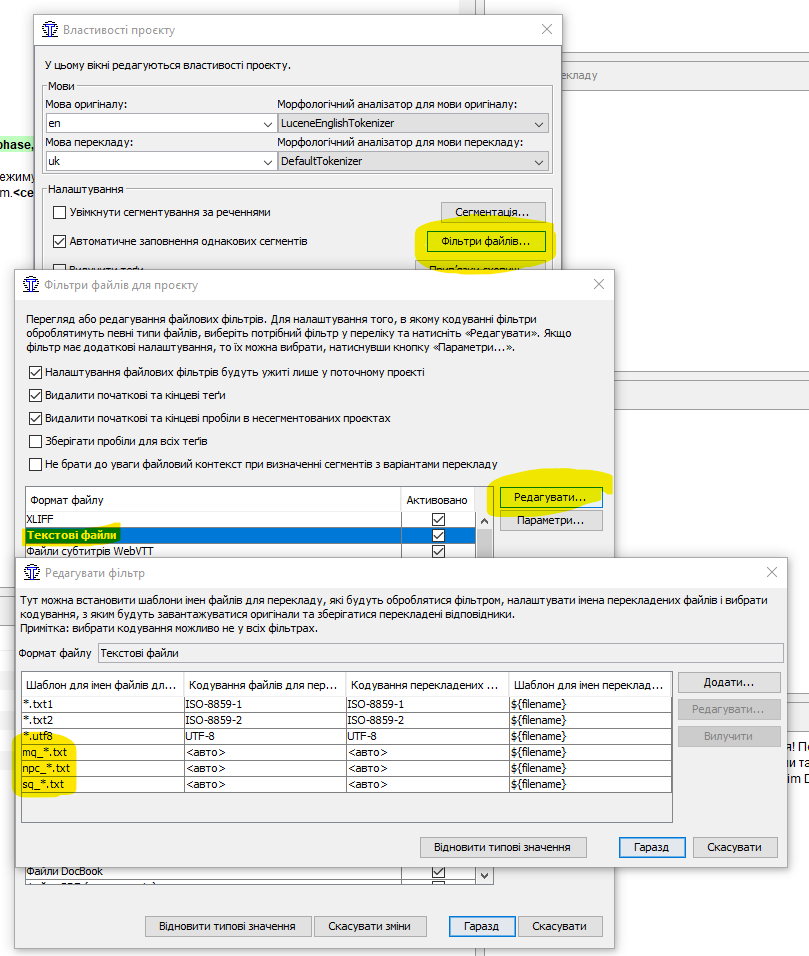 Властивості проєкту
У цьому вікні редагуються властивості проєкту.
екладу
Мови
Мова оригіналу: Морфологічний аналізатор для мови оригіналу:
en LuceneEnglishTokenizer
phase,
Мова перекладу: Морфологічний аналізатор для мови перекладу:
uk DefaultTokenizer
ежиму
m.<ce
Налаштування
Увімкнути сегментування за реченнями Сегментація...
Автоматичне заповнення однакових сегментів Фільтри файлів...
Вилучити теґи
Фільтри файлів для проєкту
Перегляд або редагування файлових фільтрів. Для налаштування того, в якому кодуванні фільтри
оброблятимуть певні типи файлів, виберіть потрібний фільтр у переліку та натисніть «Редагувати». Якщо
фільтр має додаткові налаштування, то їх можна вибрати, натиснувши кнопку «Параметри...».
Налаштування файлових фільтрів будуть ужиті лише у поточному проєкті
Видалити початкові та кінцеві теґи
Видалити початкові та кінцеві пробіли в несегментованих проєктах
Зберігати пробіли для всіх теґів
Не брати до уваги файловий контекст при визначенні сегментів з варіантами перекладу
Формат файлу Активовано Редагувати...
XLIFF Параметри...
Текстові файли
Файли субтитрів WebVTT
Редагувати фільтр
Тут можна встановити шаблони імен файлів для перекладу, які будуть оброблятися фільтром, налаштувати імена перекладених файлів і вибрати
кодування, з яким будуть завантажуватися оригінали та зберігатися перекладені відповідники.
Примітка: вибрати кодування можливо не у всіх фільтрах.
Формат файлу Текстові файли
Шаблон для імен файлів дл... Кодування файлів для пер... Кодування перекладених ... Шаблон для імен переклад... Додати...
*.txt1 ISO-8859-1 ISO-8859-1 ${filename}
*.txt2 ISO-8859-2 ISO-8859-2 ${filename} Редагувати...
*.utf8 UTF-8 UTF-8 ${filename} Вилучити
mq_*.txt <авто> <авто> ${filename}
npc_*.txt <авто> <авто> ${filename}
sq_*.txt <авто> <авто> ${filename}
я! По
ми та
im D
Відновити типові значення Гаразд Скасувати
Файли DocBook
Відновити типові значення Скасувати зміни Гаразд Скасувати